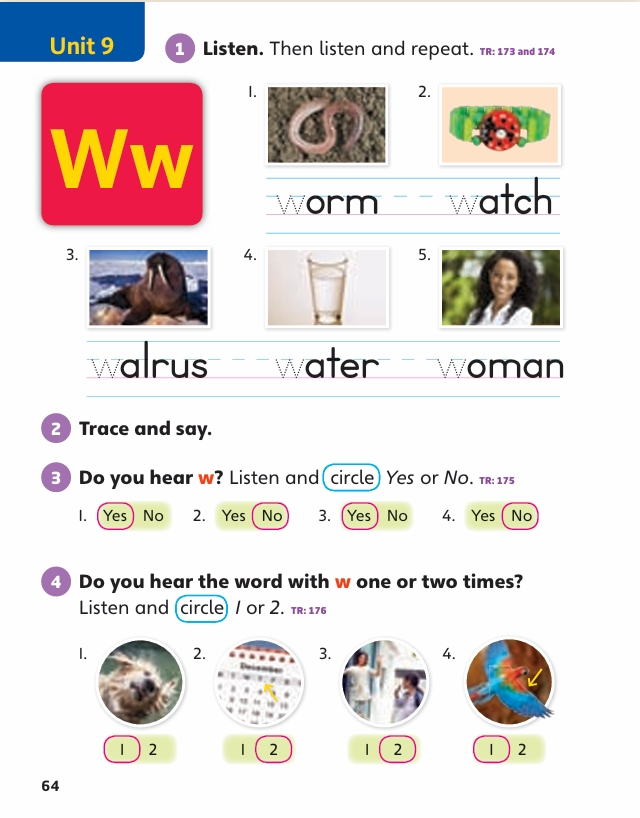 Unit 9
1 Listen. Then listen and repeat. TR: 173 and 174
Ww
1.
2.
worm
watch
3.
4.
5.
walrus
water
woman
2 Trace and say.
3 Do you hear w? Listen and circle Yes or No. TR: 175
1. Yes No 2. Yes No 3. Yes No 4. Yes No
4 Do you hear the word with w one or two times?
Listen and circle 1 or 2. TR: 176
1.
2.
3.
4.
December
1 2
1 2
1 2
1 2
64